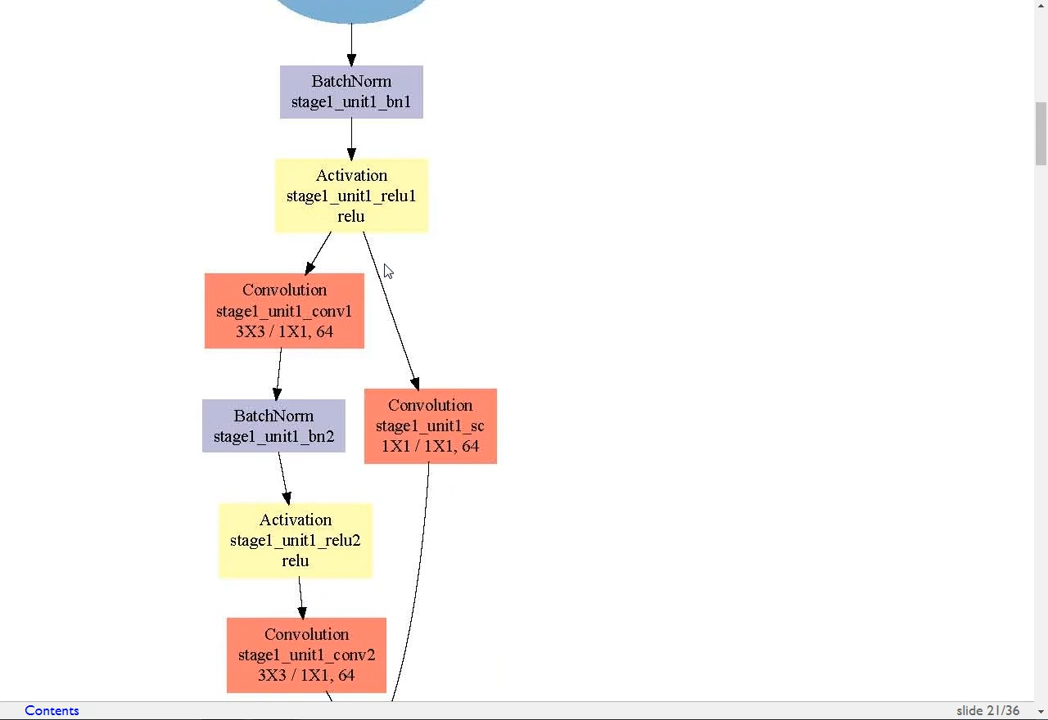 BatchNorm
stage1_unit1_bn1
Activation
stage1_unit1_relu1
relu
Convolution
stage1_unit1_conv1
3X3 / 1X1, 64
Convolution
stage1_unit1_sc
1X1 / 1X1, 64
BatchNorm
stage1_unit1_bn2
Activation
stage1_unit1_relu2
relu
Convolution
stage1_unit1_conv2
3X3 / 1X1, 64
Contents
slide 21/36